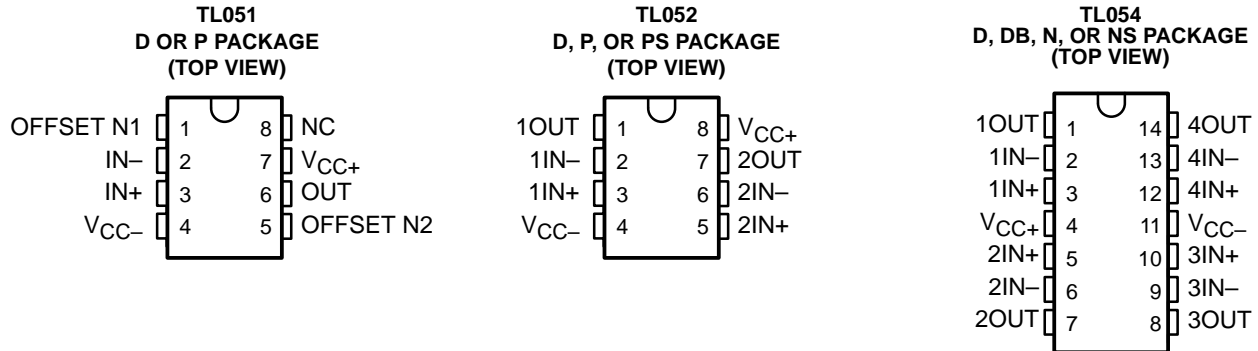 TL051
D OR P PACKAGE
(TOP VIEW)
OFFSET N1 1 8 NC
IN– 2 7 VCC+
IN+ 3 6 OUT
VCC– 4 5 OFFSET N2
TL052
D, P, OR PS PACKAGE
(TOP VIEW)
1OUT 1 8 VCC+
1IN– 2 7 2OUT
1IN+ 3 6 2IN–
VCC– 4 5 2IN+
TL054
D, DB, N, OR NS PACKAGE
(TOP VIEW)
1OUT 1 14 4OUT
1IN– 2 13 4IN–
1IN+ 3 12 4IN+
VCC+ 4 11 VCC–
2IN+ 5 10 3IN+
2IN– 6 9 3IN–
2OUT 7 8 3OUT